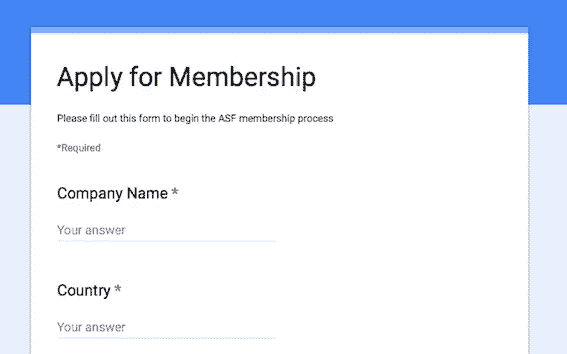 Apply for Membership
Please fill out this form to begin the ASF membership process
*Required
Company Name *
Your answer
Country *
Your answer